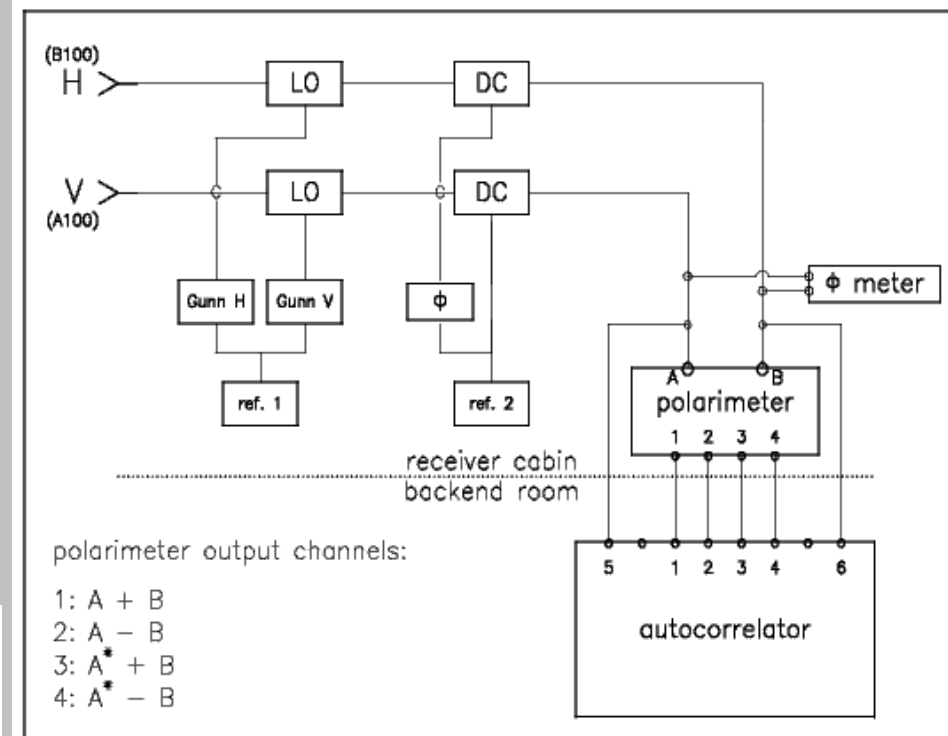 (B100)
H
LO
DC
V
(A100)
LO
DC
Gunn H
Gunn V
Φ
Φ meter
ref. 1
ref. 2
A
B
polarimeter
1 2 3 4
receiver cabin
backend room
5 1 2 3 4 6
autocorrelator
polarimeter output channels:
1: A + B
2: A − B
3: A* + B
4: A* − B